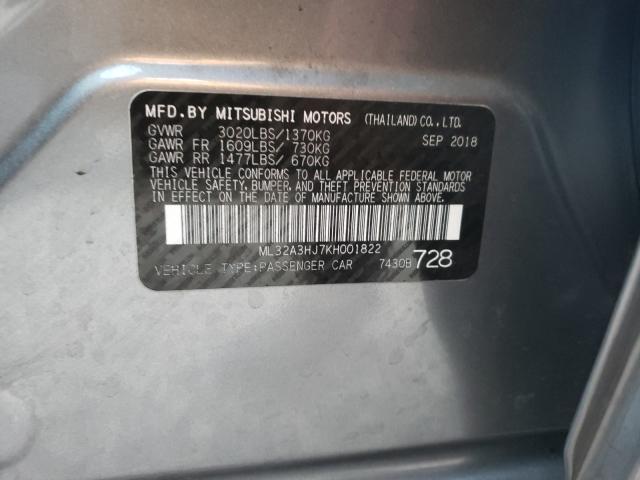 MFD.BY MITSUBISHI MOTORS (THAILAND) CO., LTD.
GVWR 3020LBS/1370KG SEP 2018
GAWR FR 1609LBS/ 730KG
GAWR RR 1477LBS/ 670KG
THIS VEHICLE CONFORMS TO ALL APPLICABLE FEDERAL MOTOR
VEHICLE SAFETY, BUMPER, AND THEFT PREVENTION STANDARDS
IN EFFECT ON THE DATE OF MANUFACTURE SHOWN ABOVE.
ML32A3HJ7KH001822
VEHICLE TYPE:PASSENGER CAR 7430B 728